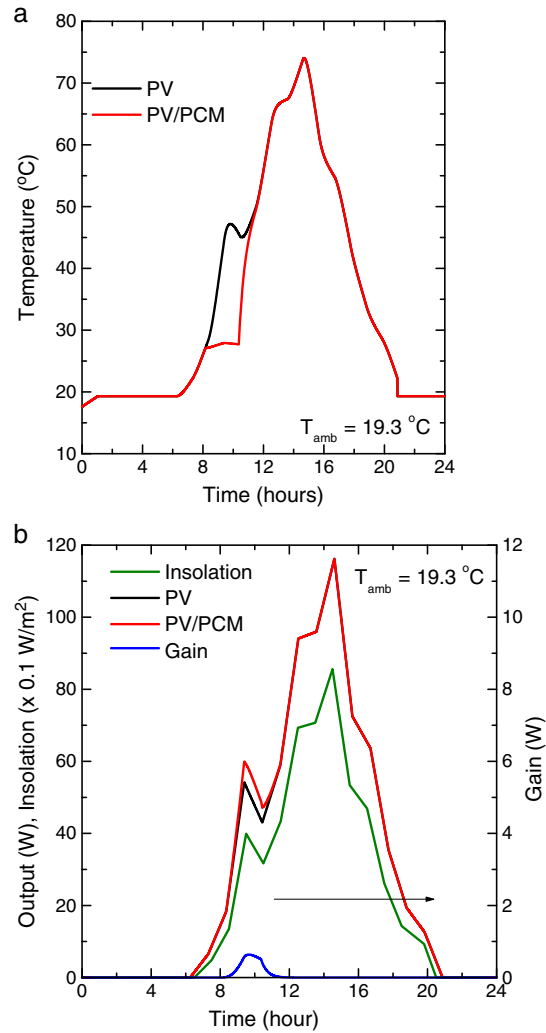 a
80
70
60
50
40
30
20
10
Temperature (°C)
PV
PV/PCM
T_amb = 19.3 °C
0 4 8 12 16 20 24
Time (hours)
b
120
100
80
60
40
20
0
Output (W), Insolation (x 0.1 W/m²)
Insolation
PV
PV/PCM
Gain
T_amb = 19.3 °C
12
10
8
6
4
2
0
Gain (W)
0 4 8 12 16 20 24
Time (hour)